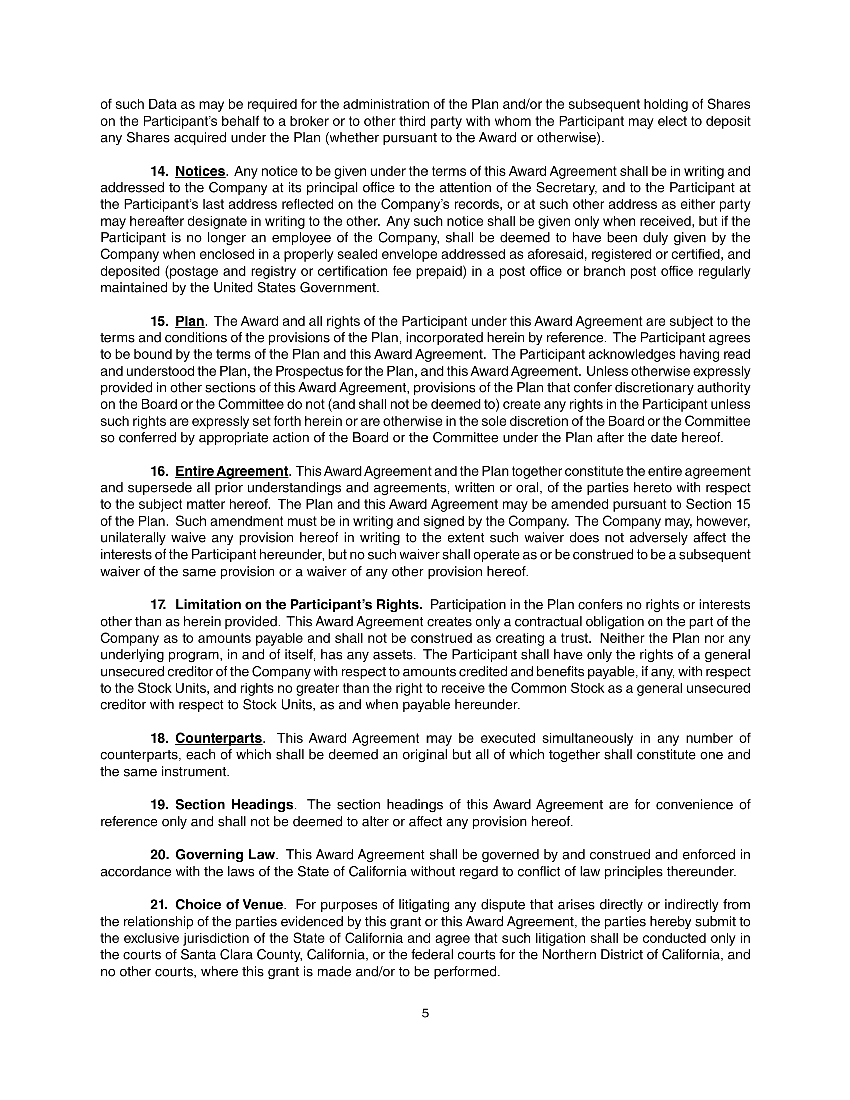 of such Data as may be required for the administration of the Plan and/or the subsequent holding of Shares
on the Participant's behalf to a broker or to other third party with whom the Participant may elect to deposit
any Shares acquired under the Plan (whether pursuant to the Award or otherwise).
14. Notices. Any notice to be given under the terms of this Award Agreement shall be in writing and
addressed to the Company at its principal office to the attention of the Secretary, and to the Participant at
the Participant's last address reflected on the Company's records, or at such other address as either party
may hereafter designate in writing to the other. Any such notice shall be given only when received, but if the
Participant is no longer an employee of the Company, shall be deemed to have been duly given by the
Company when enclosed in a properly sealed envelope addressed as aforesaid, registered or certified, and
deposited (postage and registry or certification fee prepaid) in a post office or branch post office regularly
maintained by the United States Government.
15. Plan. The Award and all rights of the Participant under this Award Agreement are subject to the
terms and conditions of the provisions of the Plan, incorporated herein by reference. The Participant agrees
to be bound by the terms of the Plan and this Award Agreement. The Participant acknowledges having read
and understood the Plan, the Prospectus for the Plan, and this Award Agreement. Unless otherwise expressly
provided in other sections of this Award Agreement, provisions of the Plan that confer discretionary authority
on the Board or the Committee do not (and shall not be deemed to) create any rights in the Participant unless
such rights are expressly set forth herein or are otherwise in the sole discretion of the Board or the Committee
so conferred by appropriate action of the Board or the Committee under the Plan after the date hereof.
16. Entire Agreement. This Award Agreement and the Plan together constitute the entire agreement
and supersede all prior understandings and agreements, written or oral, of the parties hereto with respect
to the subject matter hereof. The Plan and this Award Agreement may be amended pursuant to Section 15
of the Plan. Such amendment must be in writing and signed by the Company. The Company may, however,
unilaterally waive any provision hereof in writing to the extent such waiver does not adversely affect the
interests of the Participant hereunder, but no such waiver shall operate as or be construed to be a subsequent
waiver of the same provision or a waiver of any other provision hereof.
17. Limitation on the Participant's Rights. Participation in the Plan confers no rights or interests
other than as herein provided. This Award Agreement creates only a contractual obligation on the part of the
Company as to amounts payable and shall not be construed as creating a trust. Neither the Plan nor any
underlying program, in and of itself, has any assets. The Participant shall have only the rights of a general
unsecured creditor of the Company with respect to amounts credited and benefits payable, if any, with respect
to the Stock Units, and rights no greater than the right to receive the Common Stock as a general unsecured
creditor with respect to Stock Units, as and when payable hereunder.
18. Counterparts. This Award Agreement may be executed simultaneously in any number of
counterparts, each of which shall be deemed an original but all of which together shall constitute one and
the same instrument.
19. Section Headings. The section headings of this Award Agreement are for convenience of
reference only and shall not be deemed to alter or affect any provision hereof.
20. Governing Law. This Award Agreement shall be governed by and construed and enforced in
accordance with the laws of the State of California without regard to conflict of law principles thereunder.
21. Choice of Venue. For purposes of litigating any dispute that arises directly or indirectly from
the relationship of the parties evidenced by this grant or this Award Agreement, the parties hereby submit to
the exclusive jurisdiction of the State of California and agree that such litigation shall be conducted only in
the courts of Santa Clara County, California, or the federal courts for the Northern District of California, and
no other courts, where this grant is made and/or to be performed.
5